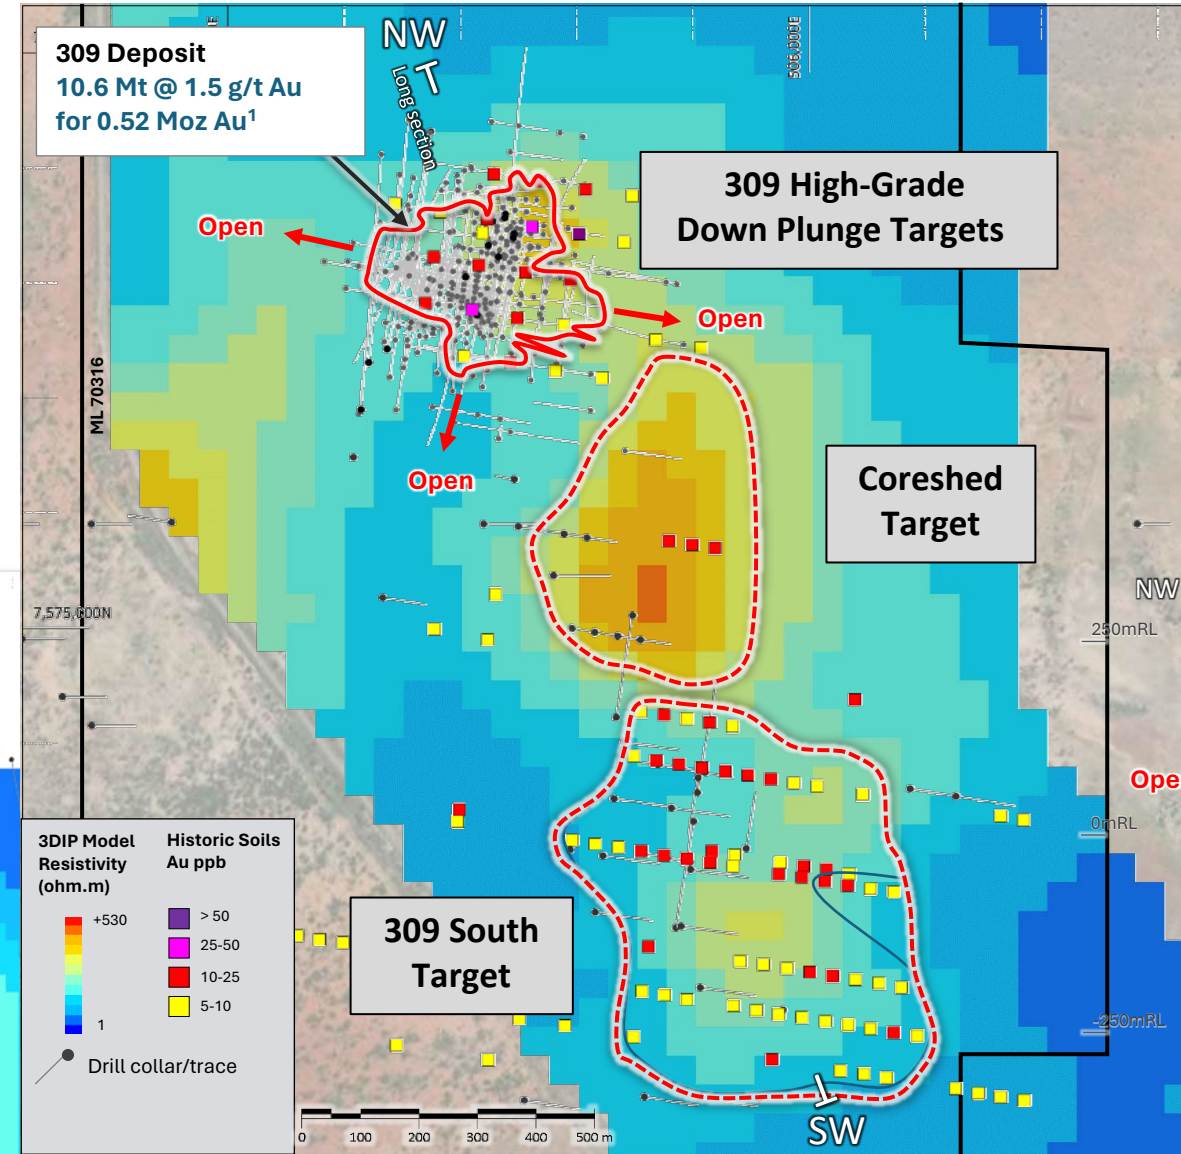 NW
309 Deposit
10.6 Mt @ 1.5 g/t Au
for 0.52 Moz Au1
Long section
506,000E
309 High-Grade
Down Plunge Targets
Open
Open
Open
ML 70316
Coreshed
Target
NW
7,575,000N
250mRL
Ope
0mRL
3DIP Model
Resistivity
(ohm.m)
+530
1
Historic Soils
Au ppb
> 50
25-50
10-25
5-10
Drill collar/trace
309 South
Target
-250mRL
0 100 200 300 400 500 m
SW